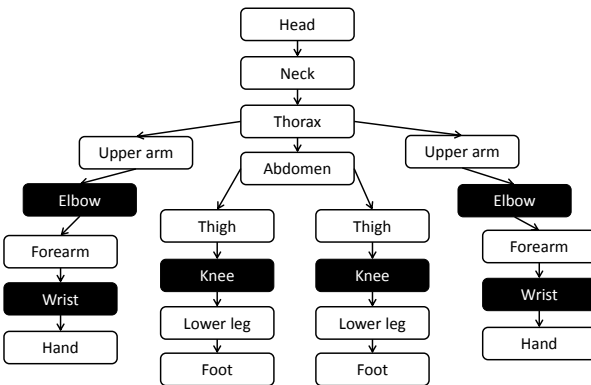 Head
Neck
Thorax
Upper arm
Abdomen
Upper arm
Elbow
Elbow
Thigh
Thigh
Forearm
Forearm
Knee
Knee
Wrist
Wrist
Lower leg
Lower leg
Hand
Hand
Foot
Foot